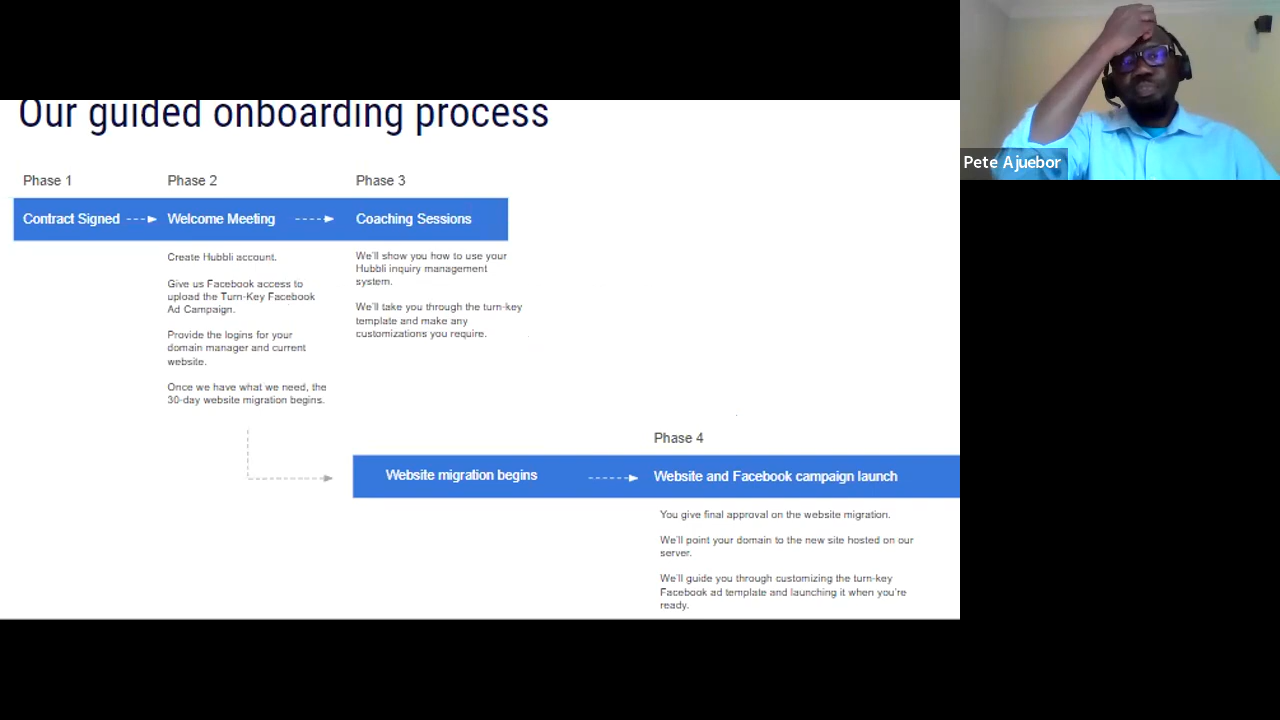 Our guided onboarding process
Phase 1
Phase 2
Phase 3
Contract Signed
Welcome Meeting
Coaching Sessions
Create Hubbli account.
Give us Facebook access to
upload the Turn-Key Facebook
Ad Campaign.
Provide the logins for your
domain manager and current
website.
Once we have what we need, the
30-day website migration begins.
We'll show you how to use your
Hubbli inquiry management
system.
We'll take you through the turn-key
template and make any
customizations you require.
Phase 4
Website migration begins
Website and Facebook campaign launch
You give final approval on the website migration.
We'll point your domain to the new site hosted on our
server.
We'll guide you through customizing the turn-key
Facebook ad template and launching it when you're
ready.
Pete Ajuebor